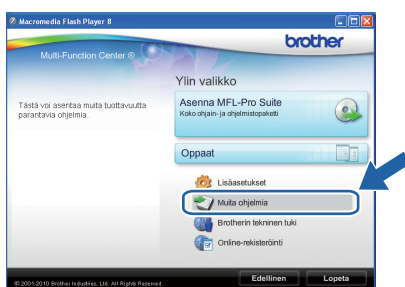 Macromedia Flash Player 8
brother
Multi-Function Center ®
Ylin valikko
Tästä voi asentaa muita tuottavuutta
parantavia ohjelmia.
Asenna MFL-Pro Suite
Koko ohjain- ja ohjelmistopaketti
Oppaat
Lisäasetukset
Muita ohjelmia
Brotherin tekninen tuki
Online-rekisteröinti
© 2001-2010 Brother Industries, Ltd. All Rights Reserved.
Edellinen
Lopeta